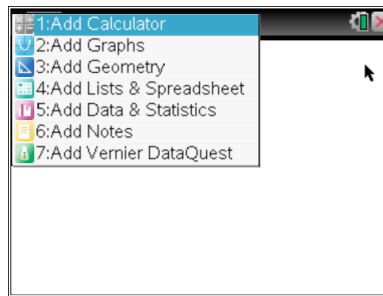 1:Add Calculator
2:Add Graphs
3:Add Geometry
4:Add Lists & Spreadsheet
5:Add Data & Statistics
6:Add Notes
7:Add Vernier DataQuest